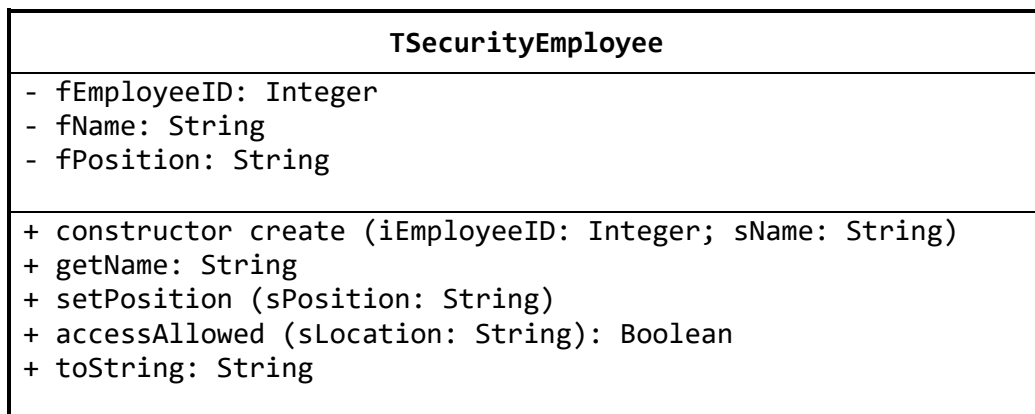 TSecurityEmployee
- fEmployeeID: Integer
- fName: String
- fPosition: String
+ constructor create (iEmployeeID: Integer; sName: String)
+ getName: String
+ setPosition (sPosition: String)
+ accessAllowed (sLocation: String): Boolean
+ toString: String